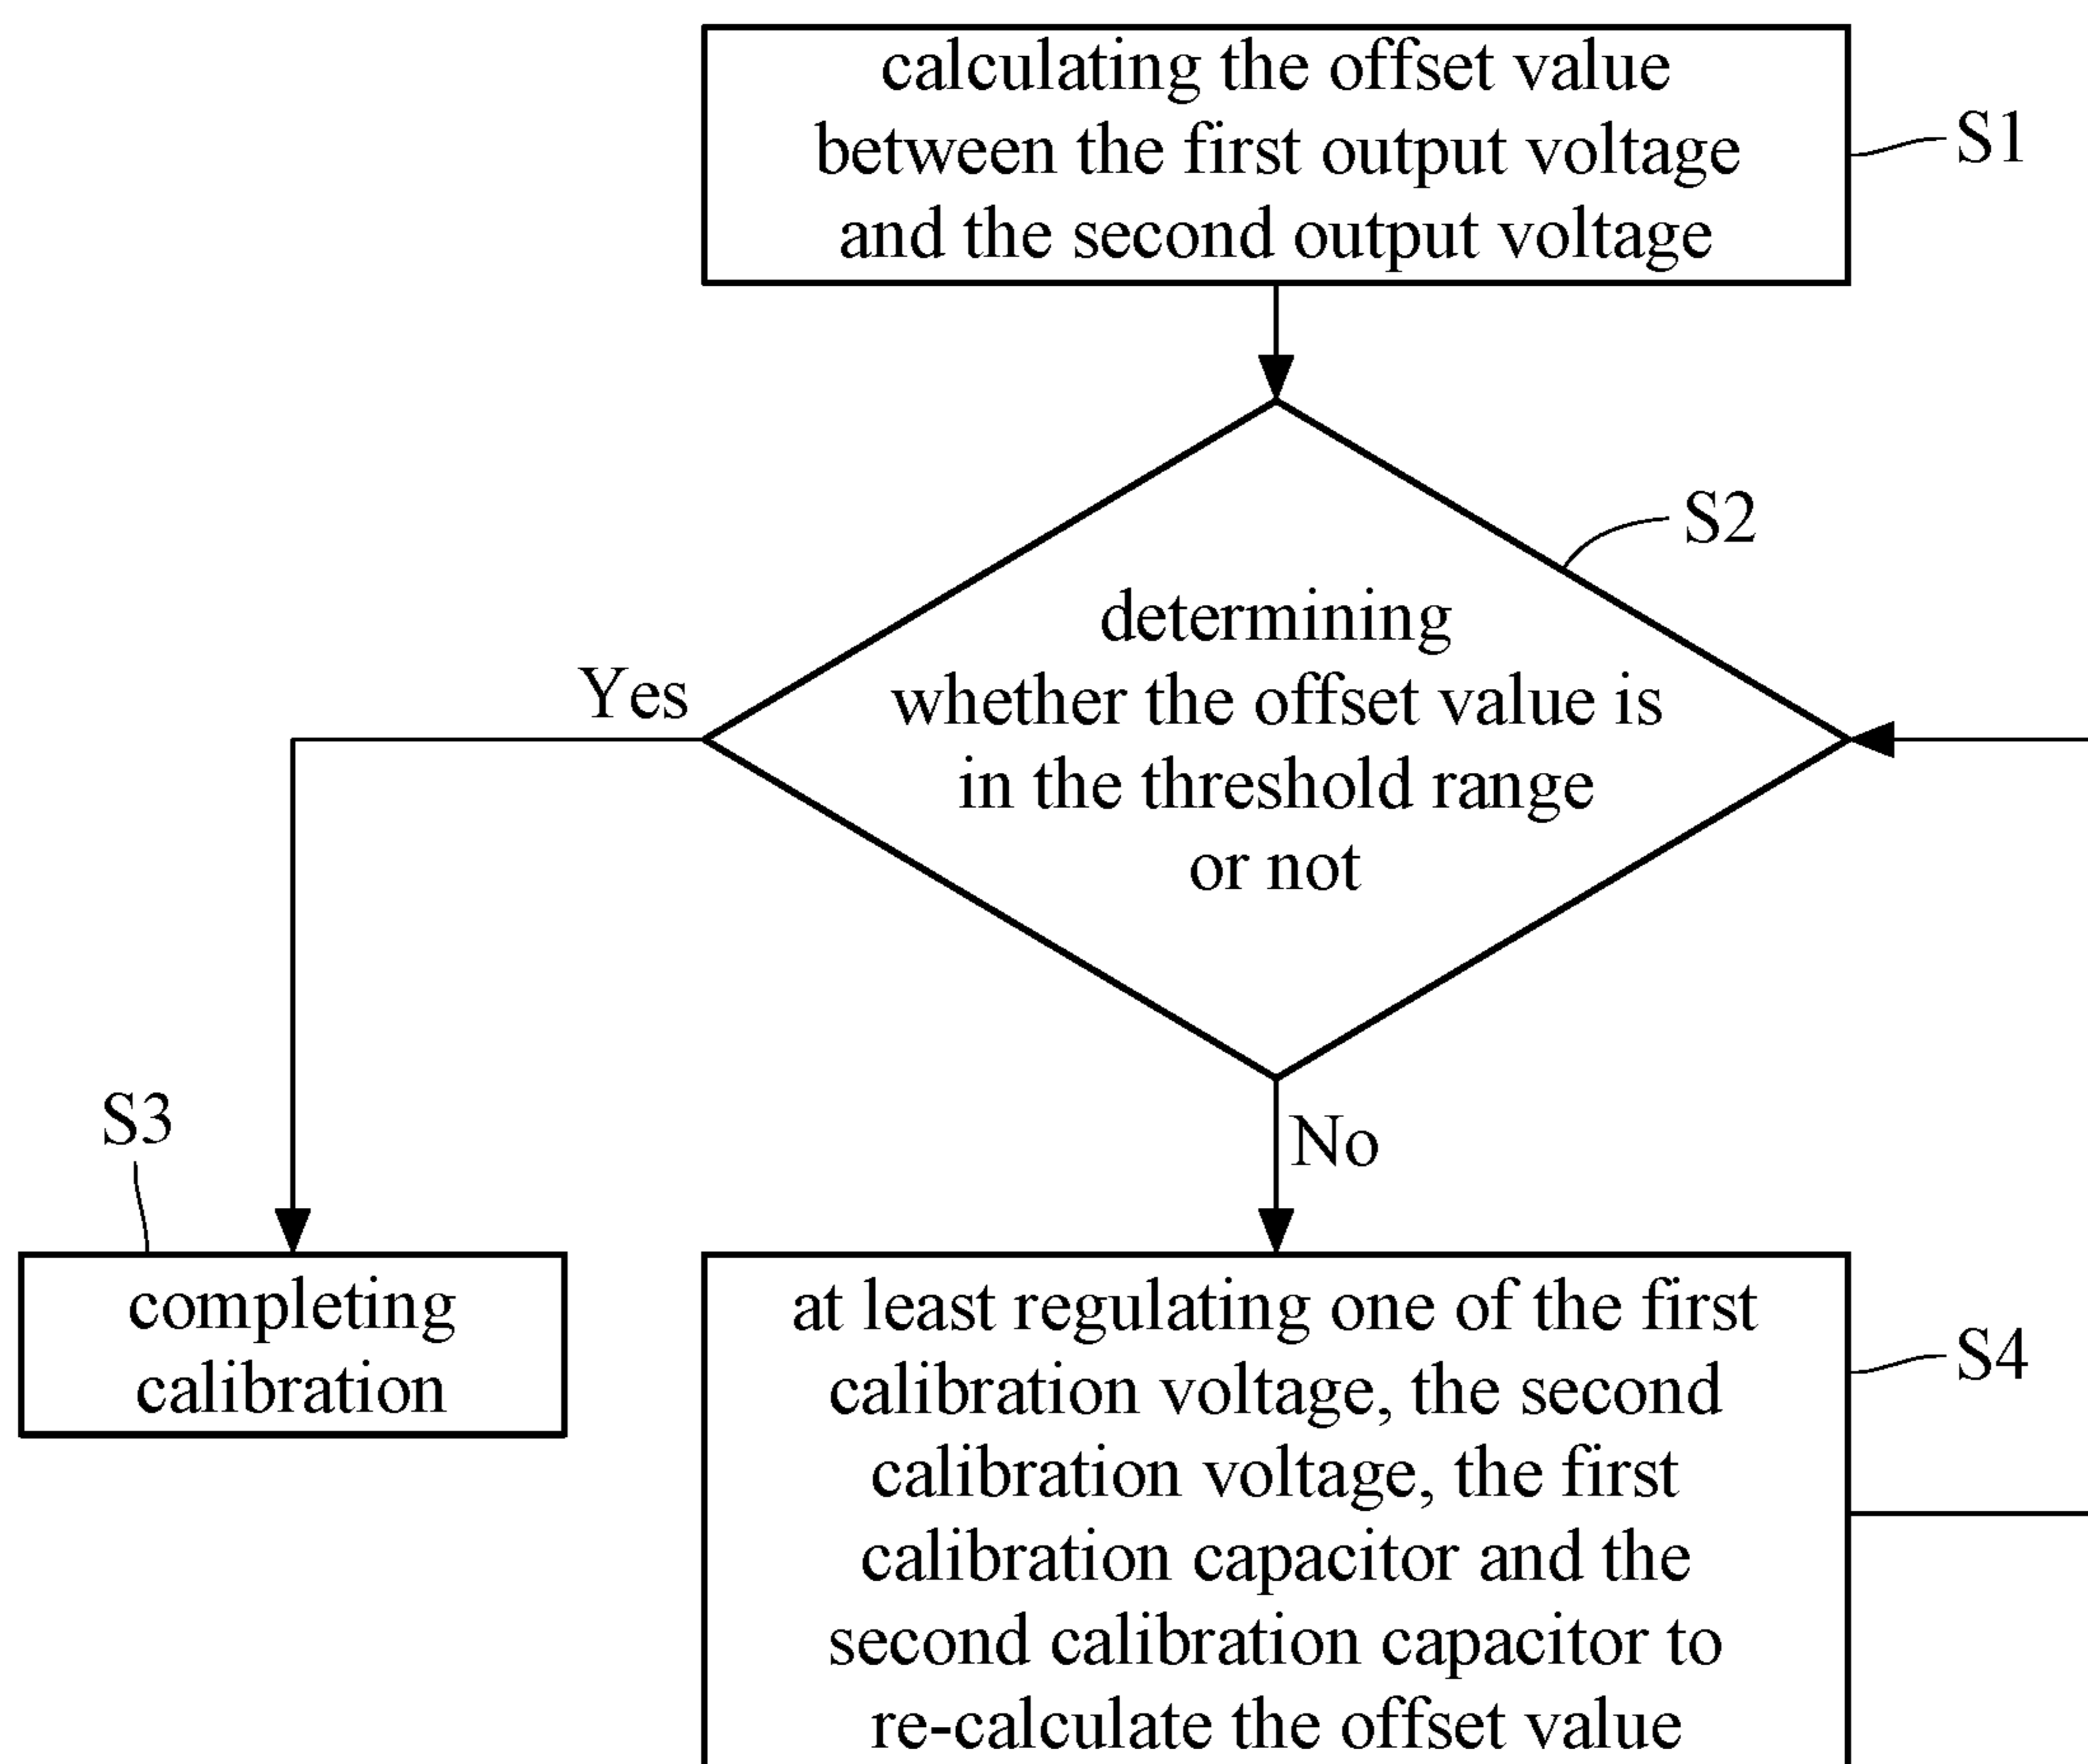 calculating the offset value
between the first output voltage
and the second output voltage
S1
S2
determining
whether the offset value is
in the threshold range
or not
Yes
No
S3
completing
calibration
at least regulating one of the first
calibration voltage, the second
calibration voltage, the first
calibration capacitor and the
second calibration capacitor to
re-calculate the offset value
S4